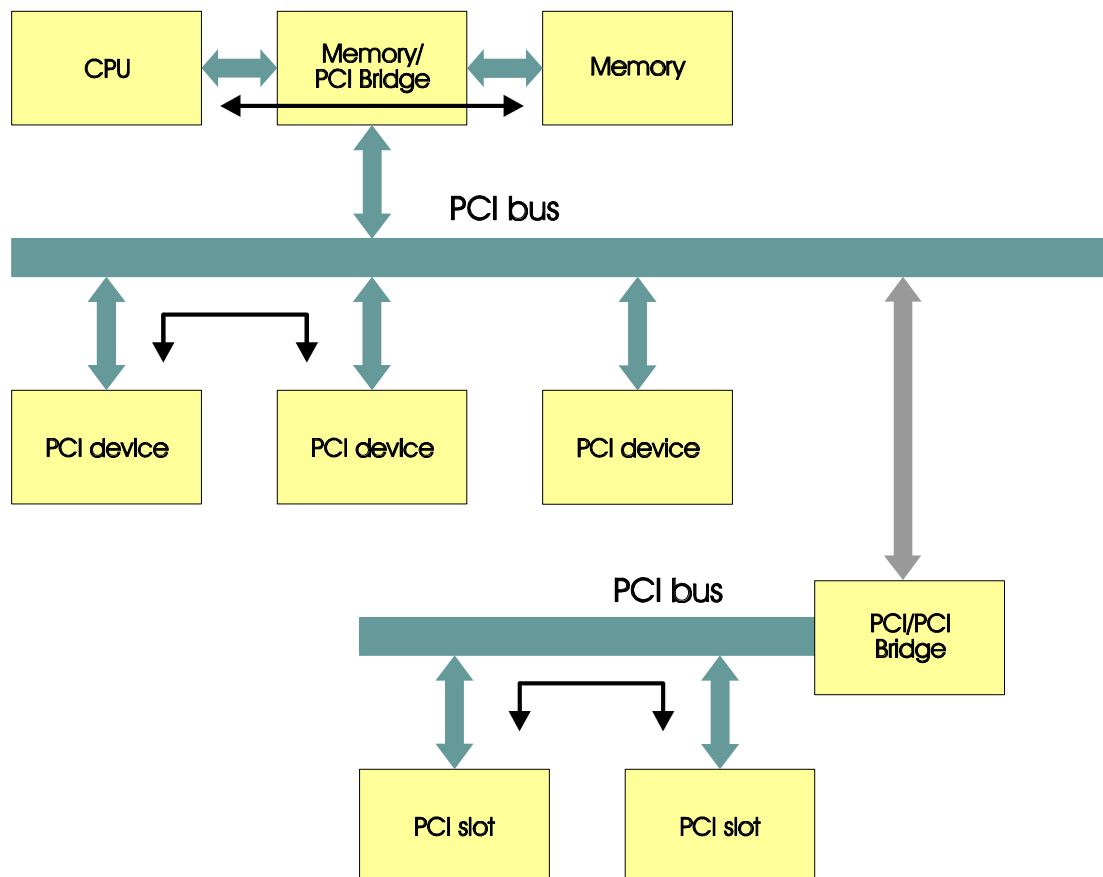 CPU
Memory/
PCI Bridge
Memory
PCI bus
PCI device
PCI device
PCI device
PCI bus
PCI/PCI
Bridge
PCI slot
PCI slot